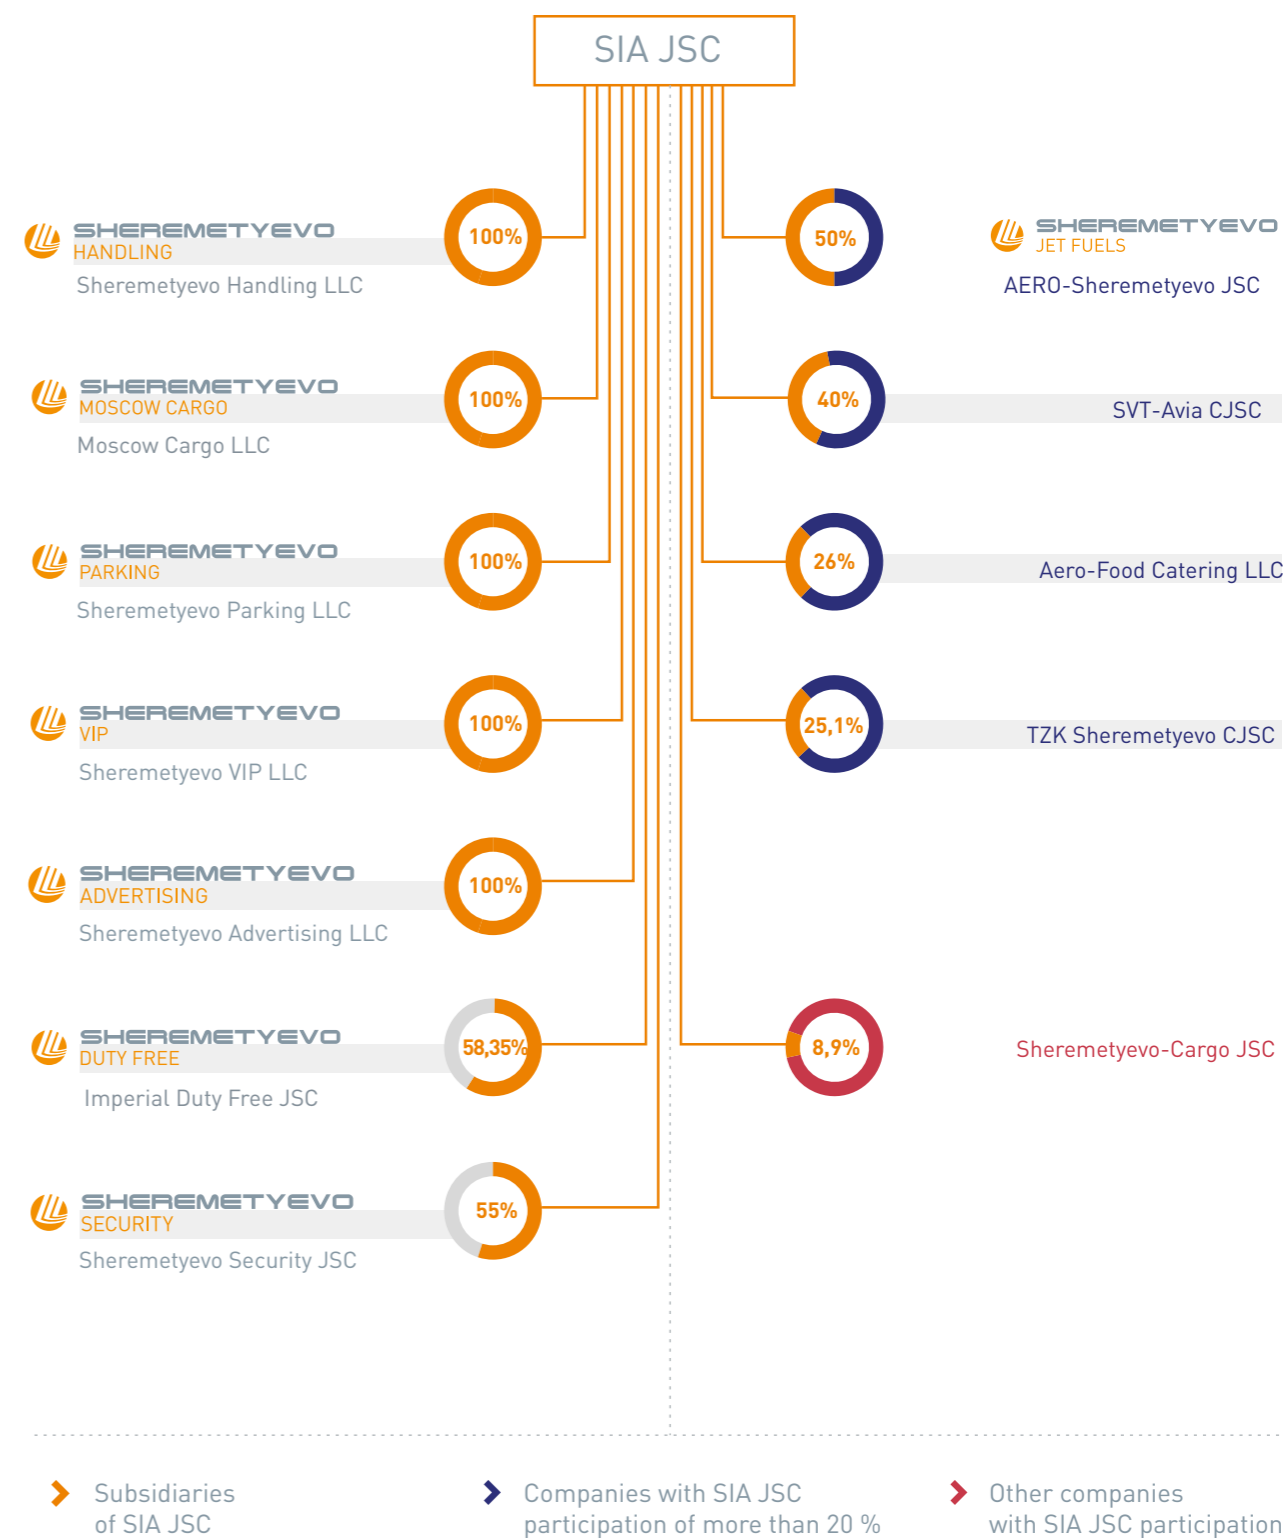 SIA JSC
SHEREMETYEVO
HANDLING
Sheremetyevo Handling LLC
100%
SHEREMETYEVO
MOSCOW CARGO
Moscow Cargo LLC
100%
SHEREMETYEVO
PARKING
Sheremetyevo Parking LLC
100%
SHEREMETYEVO
VIP
Sheremetyevo VIP LLC
100%
SHEREMETYEVO
ADVERTISING
Sheremetyevo Advertising LLC
100%
SHEREMETYEVO
DUTY FREE
Imperial Duty Free JSC
58,35%
SHEREMETYEVO
SECURITY
Sheremetyevo Security JSC
55%
50%
SHEREMETYEVO
JET FUELS
AERO-Sheremetyevo JSC
40%
SVT-Avia CJSC
26%
Aero-Food Catering LLC
25,1%
TZK Sheremetyevo CJSC
8,9%
Sheremetyevo-Cargo JSC
Subsidiaries
of SIA JSC
Companies with SIA JSC
participation of more than 20 %
Other companies
with SIA JSC participation